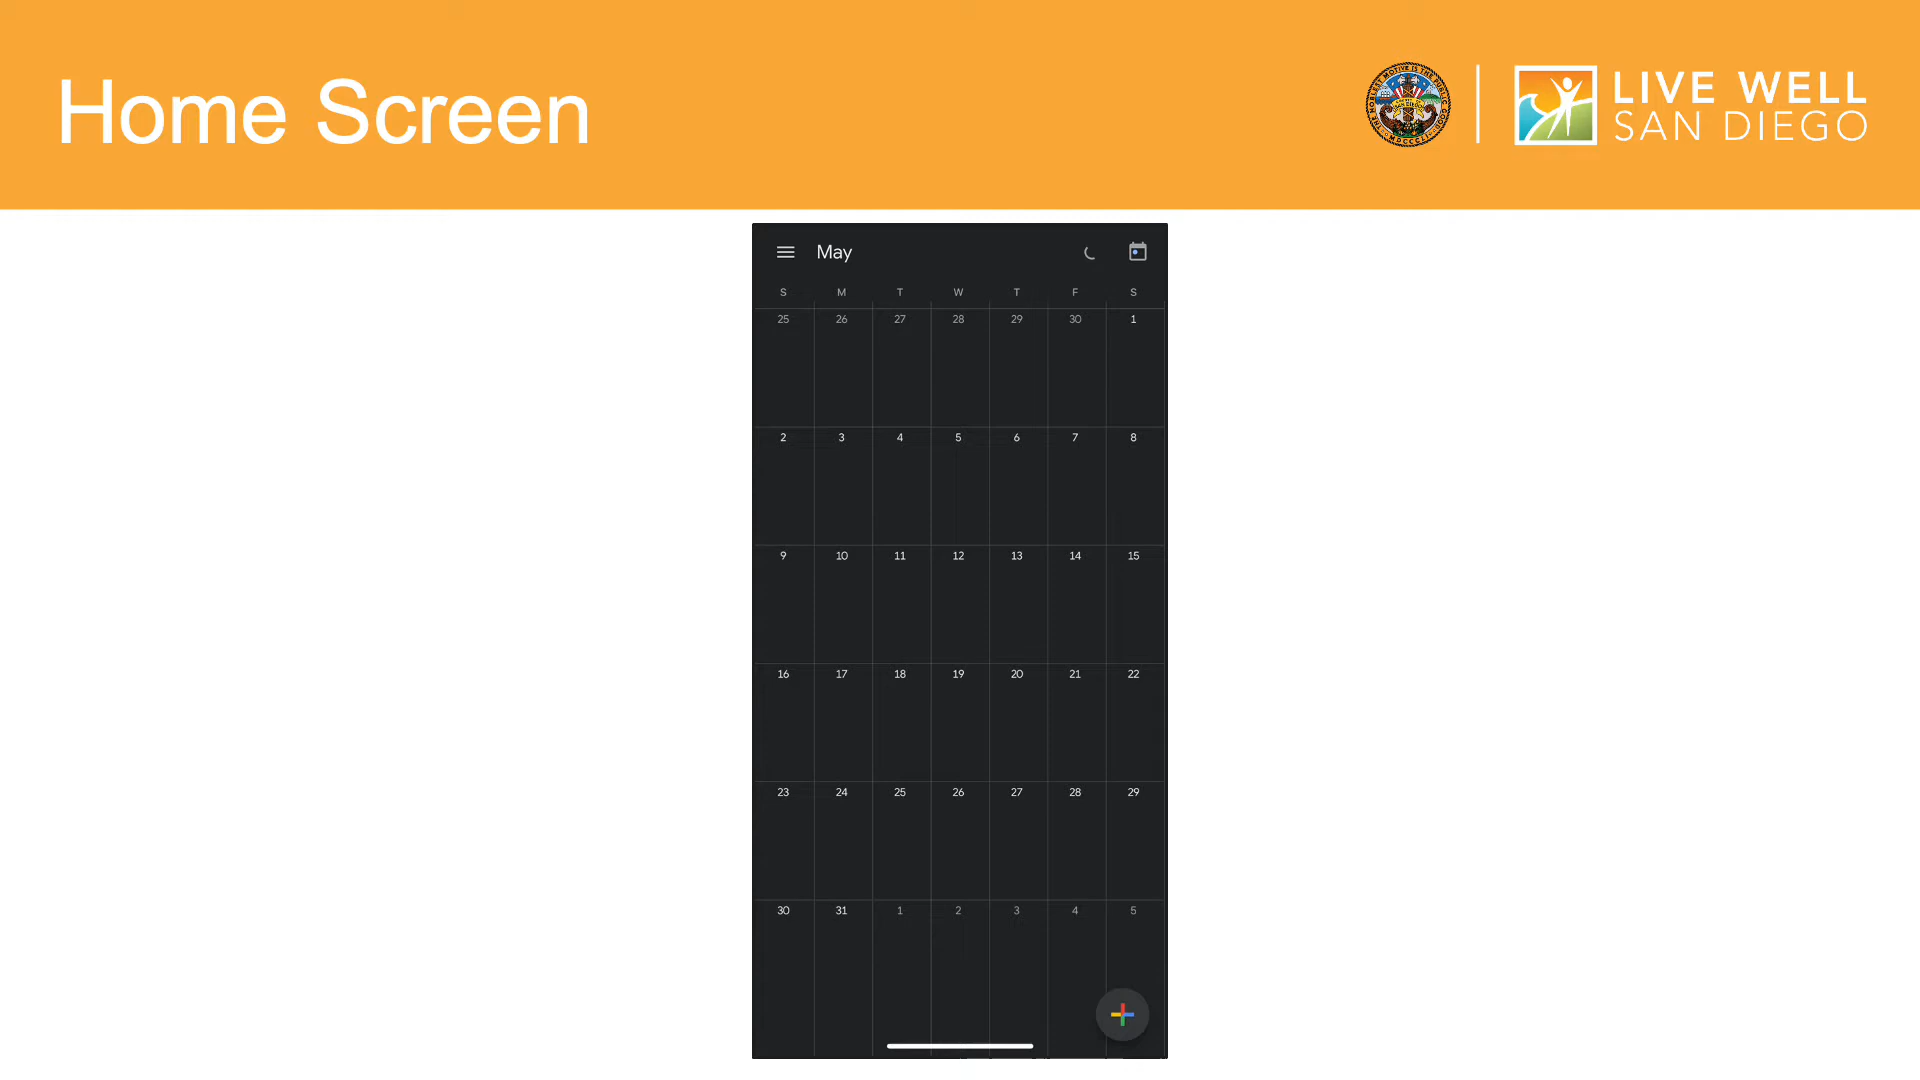 Home Screen
LIVE WELL
SAN DIEGO
May
S M T W T F S
25 26 27 28 29 30 1
2 3 4 5 6 7 8
9 10 11 12 13 14 15
16 17 18 19 20 21 22
23 24 25 26 27 28 29
30 31 1 2 3 4 5